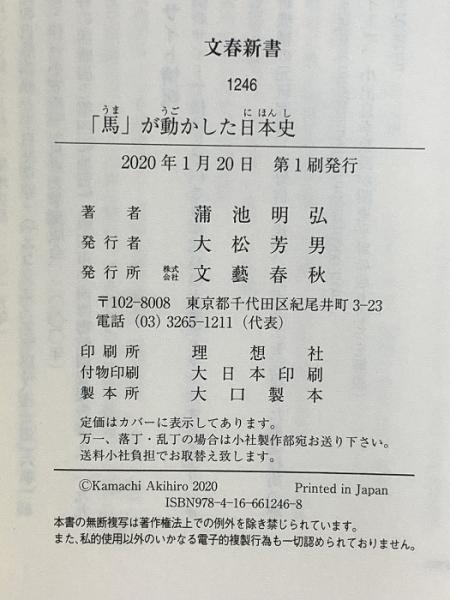 文春新書
1246
うま うご にほんし
「馬」が動かした日本史
2020年1月20日 第1刷発行
著者 蒲池明弘
発行者 大松芳男
発行所 株式会社 文藝春秋
〒102-8008 東京都千代田区紀尾井町3-23
電話 (03) 3265-1211 (代表)
印刷所 理想社
付物印刷 大日本印刷
製本所 大口製本
定価はカバーに表示してあります。
万一、落丁・乱丁の場合は小社製作部宛お送り下さい。
送料小社負担でお取替え致します。
©Kamachi Akihiro 2020 Printed in Japan
ISBN978-4-16-661246-8
本書の無断複写は著作権法上での例外を除き禁じられています。
また、私的使用以外のいかなる電子的複製行為も一切認められておりません。